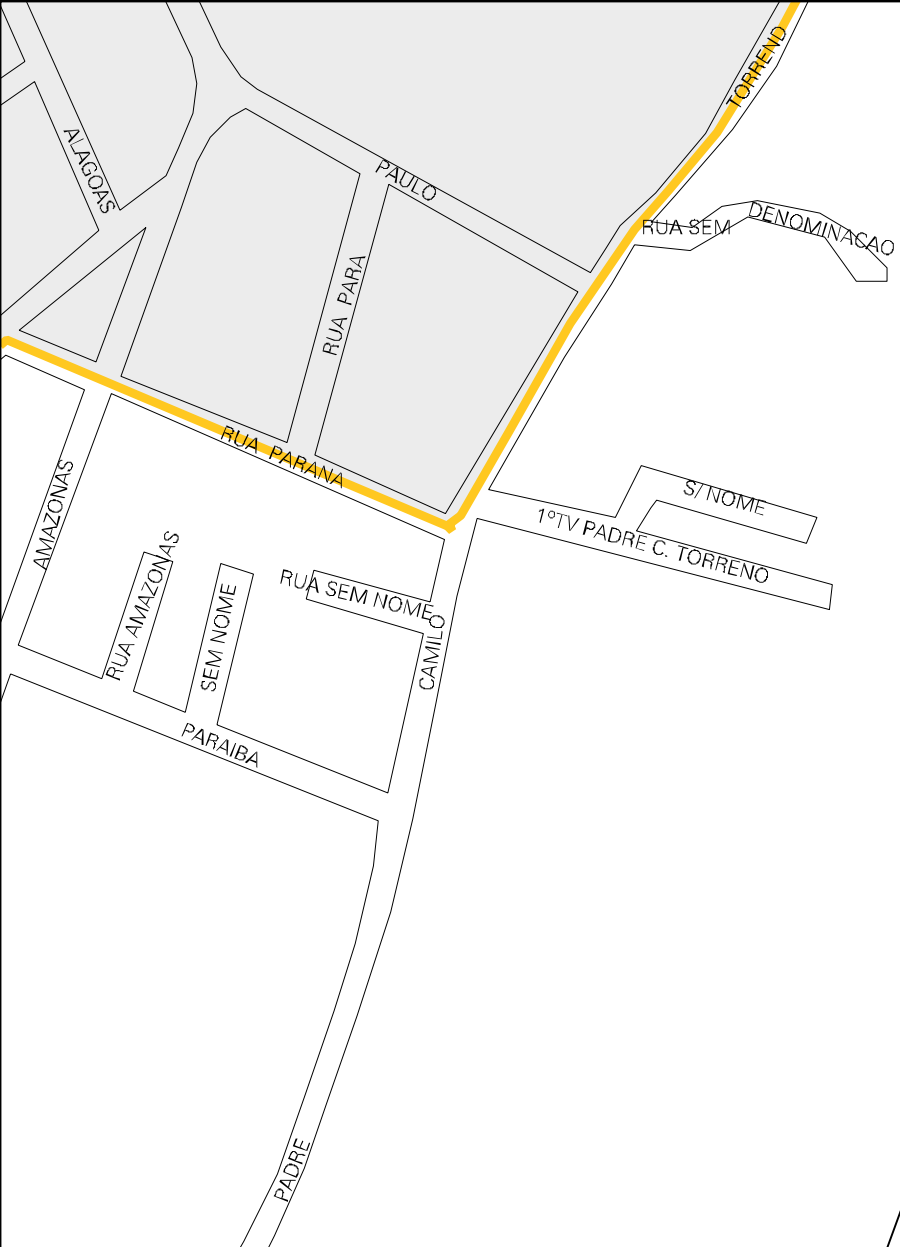 TORREND
ALAGOAS
PAULO
RUA SEM DENOMINACAO
RUA PARA
RUA PARANA
AMAZONAS
S/ NOME
1ºTV PADRE C. TORRENO
RUA AMAZONAS
SEM NOME
RUA SEM NOME
CAMILO
PARAIBA
PADRE